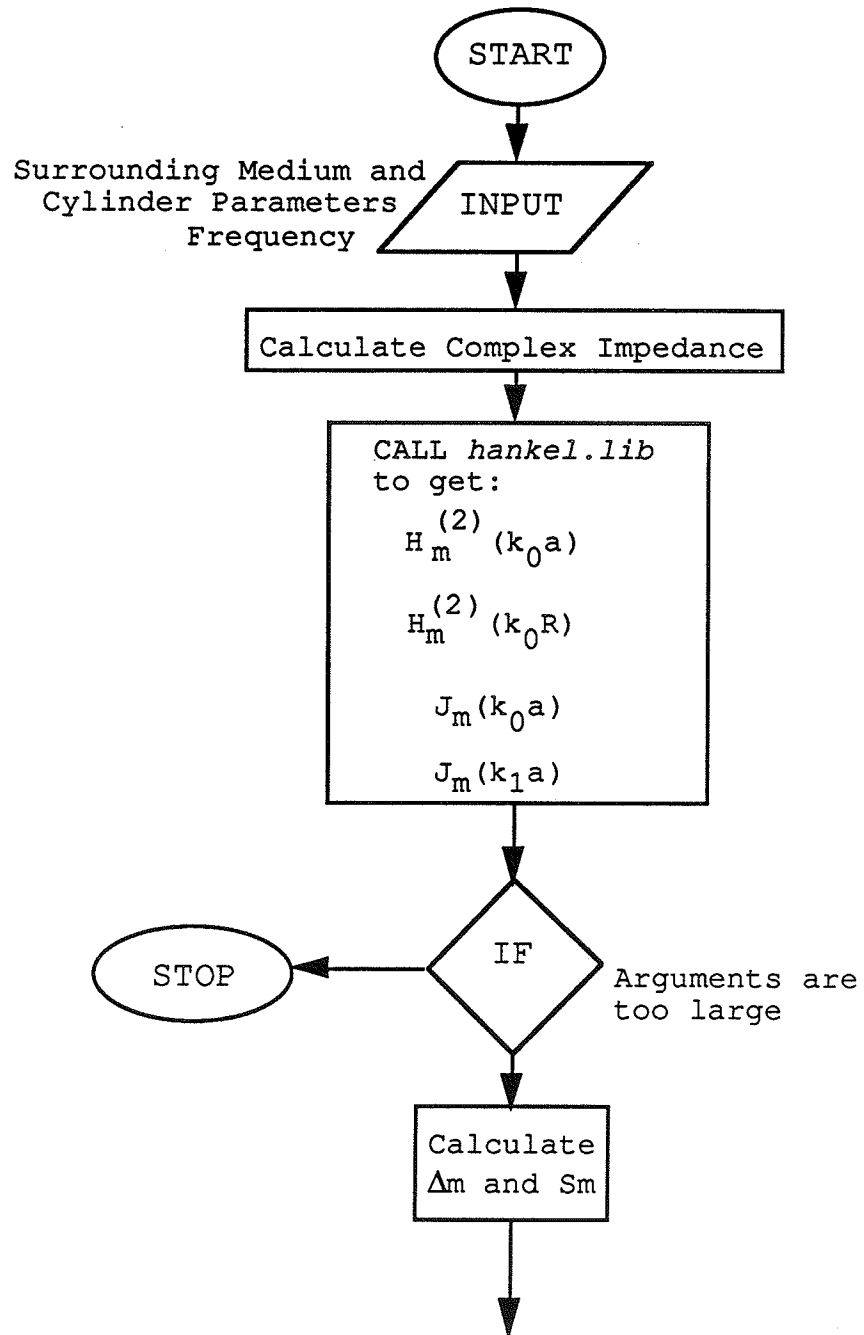 START
Surrounding Medium and
Cylinder Parameters
Frequency
INPUT
Calculate Complex Impedance
CALL hankel.lib
to get:
H_m^(2)(k_0a)
H_m^(2)(k_0R)
J_m(k_0a)
J_m(k_1a)
IF
STOP
Arguments are
too large
Calculate
Δm and Sm